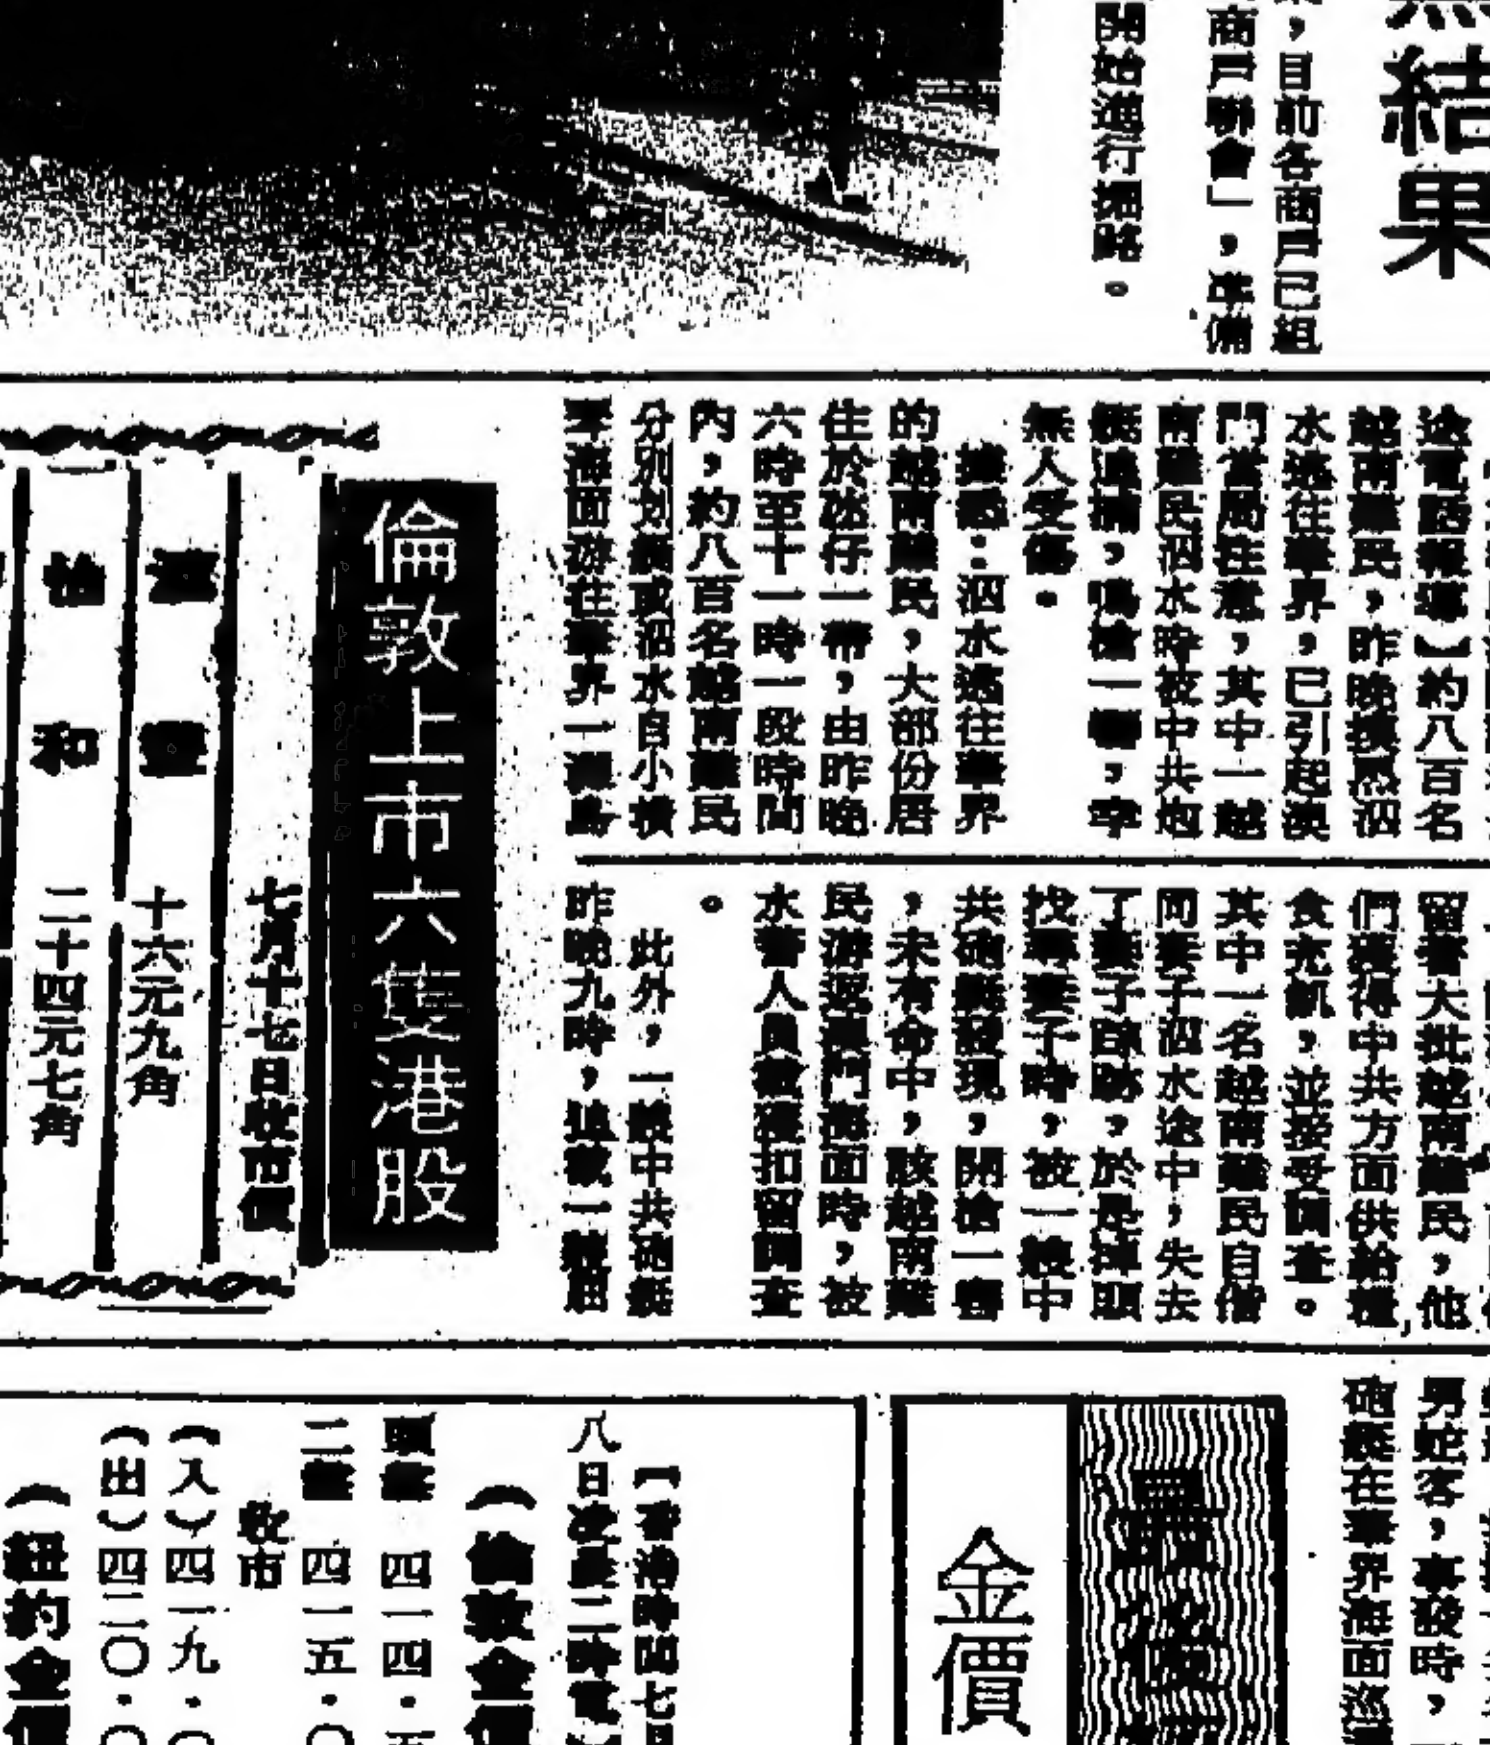 結果
，目前各商戶已組
商戶聯會」，準備
開始進行掘路。
途電話報導】約八百名
越南難民，昨晚摸黑泅
水逃往華界，已引起澳
門當局注意，其中一越
南難民泅水時被中共炮
艇追捕，鳴槍一響，幸
無人受傷。
據悉：泅水逃往華界
的越南難民，大部份居
住於氹仔一帶，由昨晚
六時至十一時一段時間
內，約八百名越南難民
分別划艇或泅水自小橫
琴海面游往華界一灣島
留著大批越南難民，他
們獲得中共方面供給糧
食充飢，並接受調查。
其中一名越南難民自偕
同妻子泅水途中，失去
了妻子踪跡，於是掉頭
找尋妻子時，被一艘中
共砲艇發現，開槍一響
，未有命中，該越南難
民游返澳門海面時，被
水警人員截獲扣留調查
。
此外，一艘中共砲艇
昨晚九時，追截一艘
男蛇客，事發時，
砲艇在華界海面
倫敦上市六隻港股
七月十七日收市價
滙豐 十六元九角
怡和 二十四元七角
金價
【香港時間七月
八日凌晨二時電
（倫敦金價
頭盤 四一四・五
二盤 四一五・〇
收市
（入）四一九・〇
（出）四二〇・〇
（紐約金價